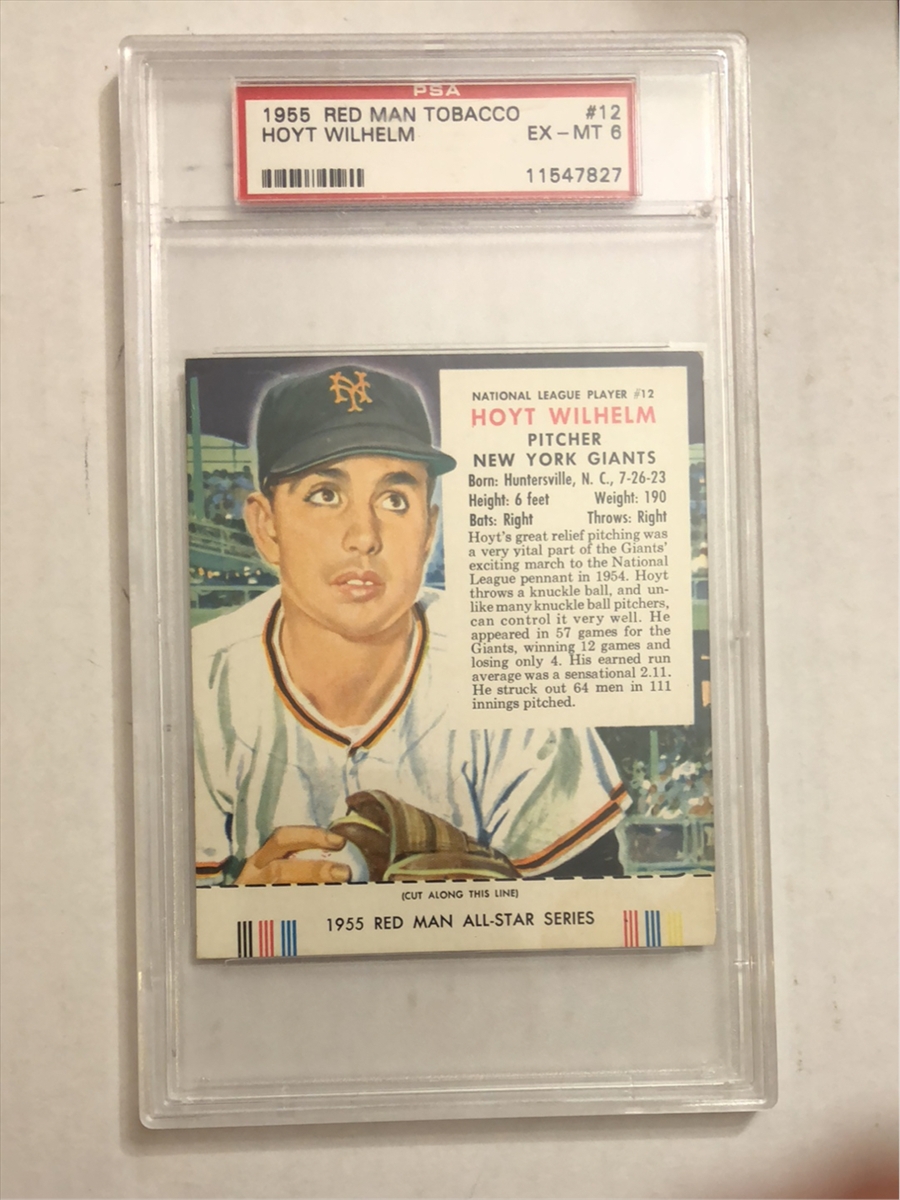 PSA
1955 RED MAN TOBACCO #12
HOYT WILHELM EX-MT 6
11547827
NY
NATIONAL LEAGUE PLAYER #12
HOYT WILHELM
PITCHER
NEW YORK GIANTS
Born: Huntersville, N. C., 7-26-23
Height: 6 feet Weight: 190
Bats: Right Throws: Right
Hoyt's great relief pitching was
a very yital part of the Giants'
exciting march to the National
League pennant in 1954. Hoyt
throws a knuckle ball, and un-
like many knuckle ball pitchers,
can control it very well. He
appeared in 57 games for the
Giants, winning 12 games and
losing only 4. His earned run
average was a sensational 2.11.
He struck out 64 men in 111
innings pitched.
(CUT ALONG THIS LINE)
1955 RED MAN ALL-STAR SERIES